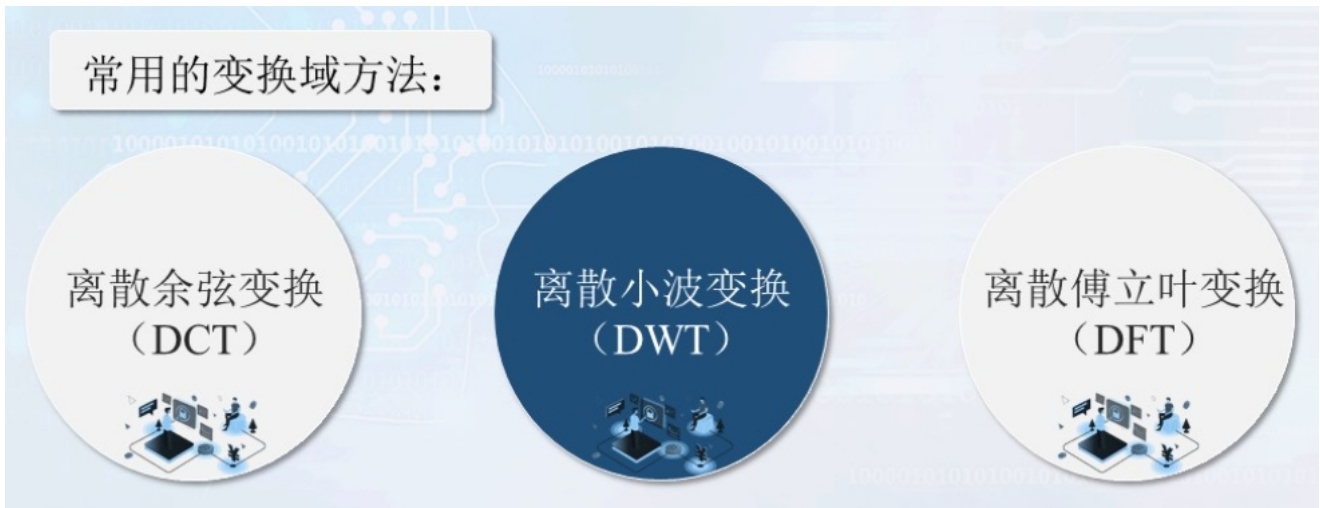 常用的变换域方法：
离散余弦变换
（DCT）
离散小波变换
（DWT）
离散傅立叶变换
（DFT）